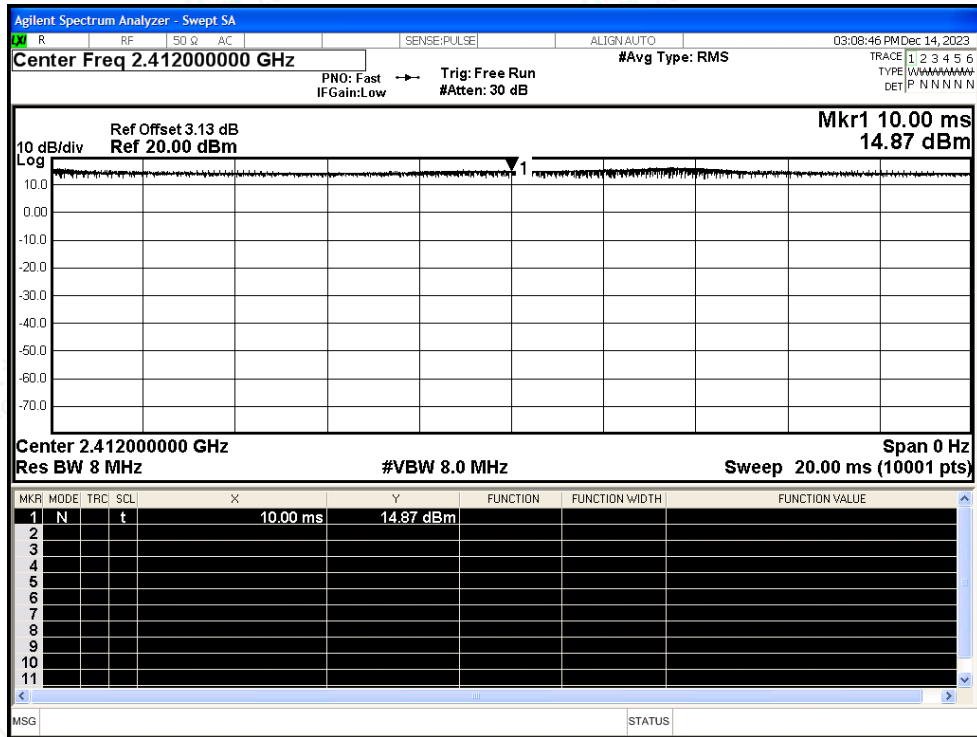 Agilent Spectrum Analyzer - Swept SA
LXI R RF 50 Ω AC SENSE:PULSE ALIGN AUTO 03:08:46 PM Dec 14, 2023
Center Freq 2.412000000 GHz #Avg Type: RMS TRACE 1 2 3 4 5 6
PNO: Fast Trig: Free Run TYPE W
IFGain:Low #Atten: 30 dB DET P N N N N N
Mkr1 10.00 ms
Ref Offset 3.13 dB
10 dB/div Ref 20.00 dBm 14.87 dBm
Log
1
10.0
0.00
-10.0
-20.0
-30.0
-40.0
-50.0
-60.0
-70.0
Center 2.412000000 GHz Span 0 Hz
Res BW 8 MHz #VBW 8.0 MHz Sweep 20.00 ms (10001 pts)
MKR MODE TRC SCL X Y FUNCTION FUNCTION WIDTH FUNCTION VALUE
1 N t 10.00 ms 14.87 dBm
2
3
4
5
6
7
8
9
10
11
MSG STATUS